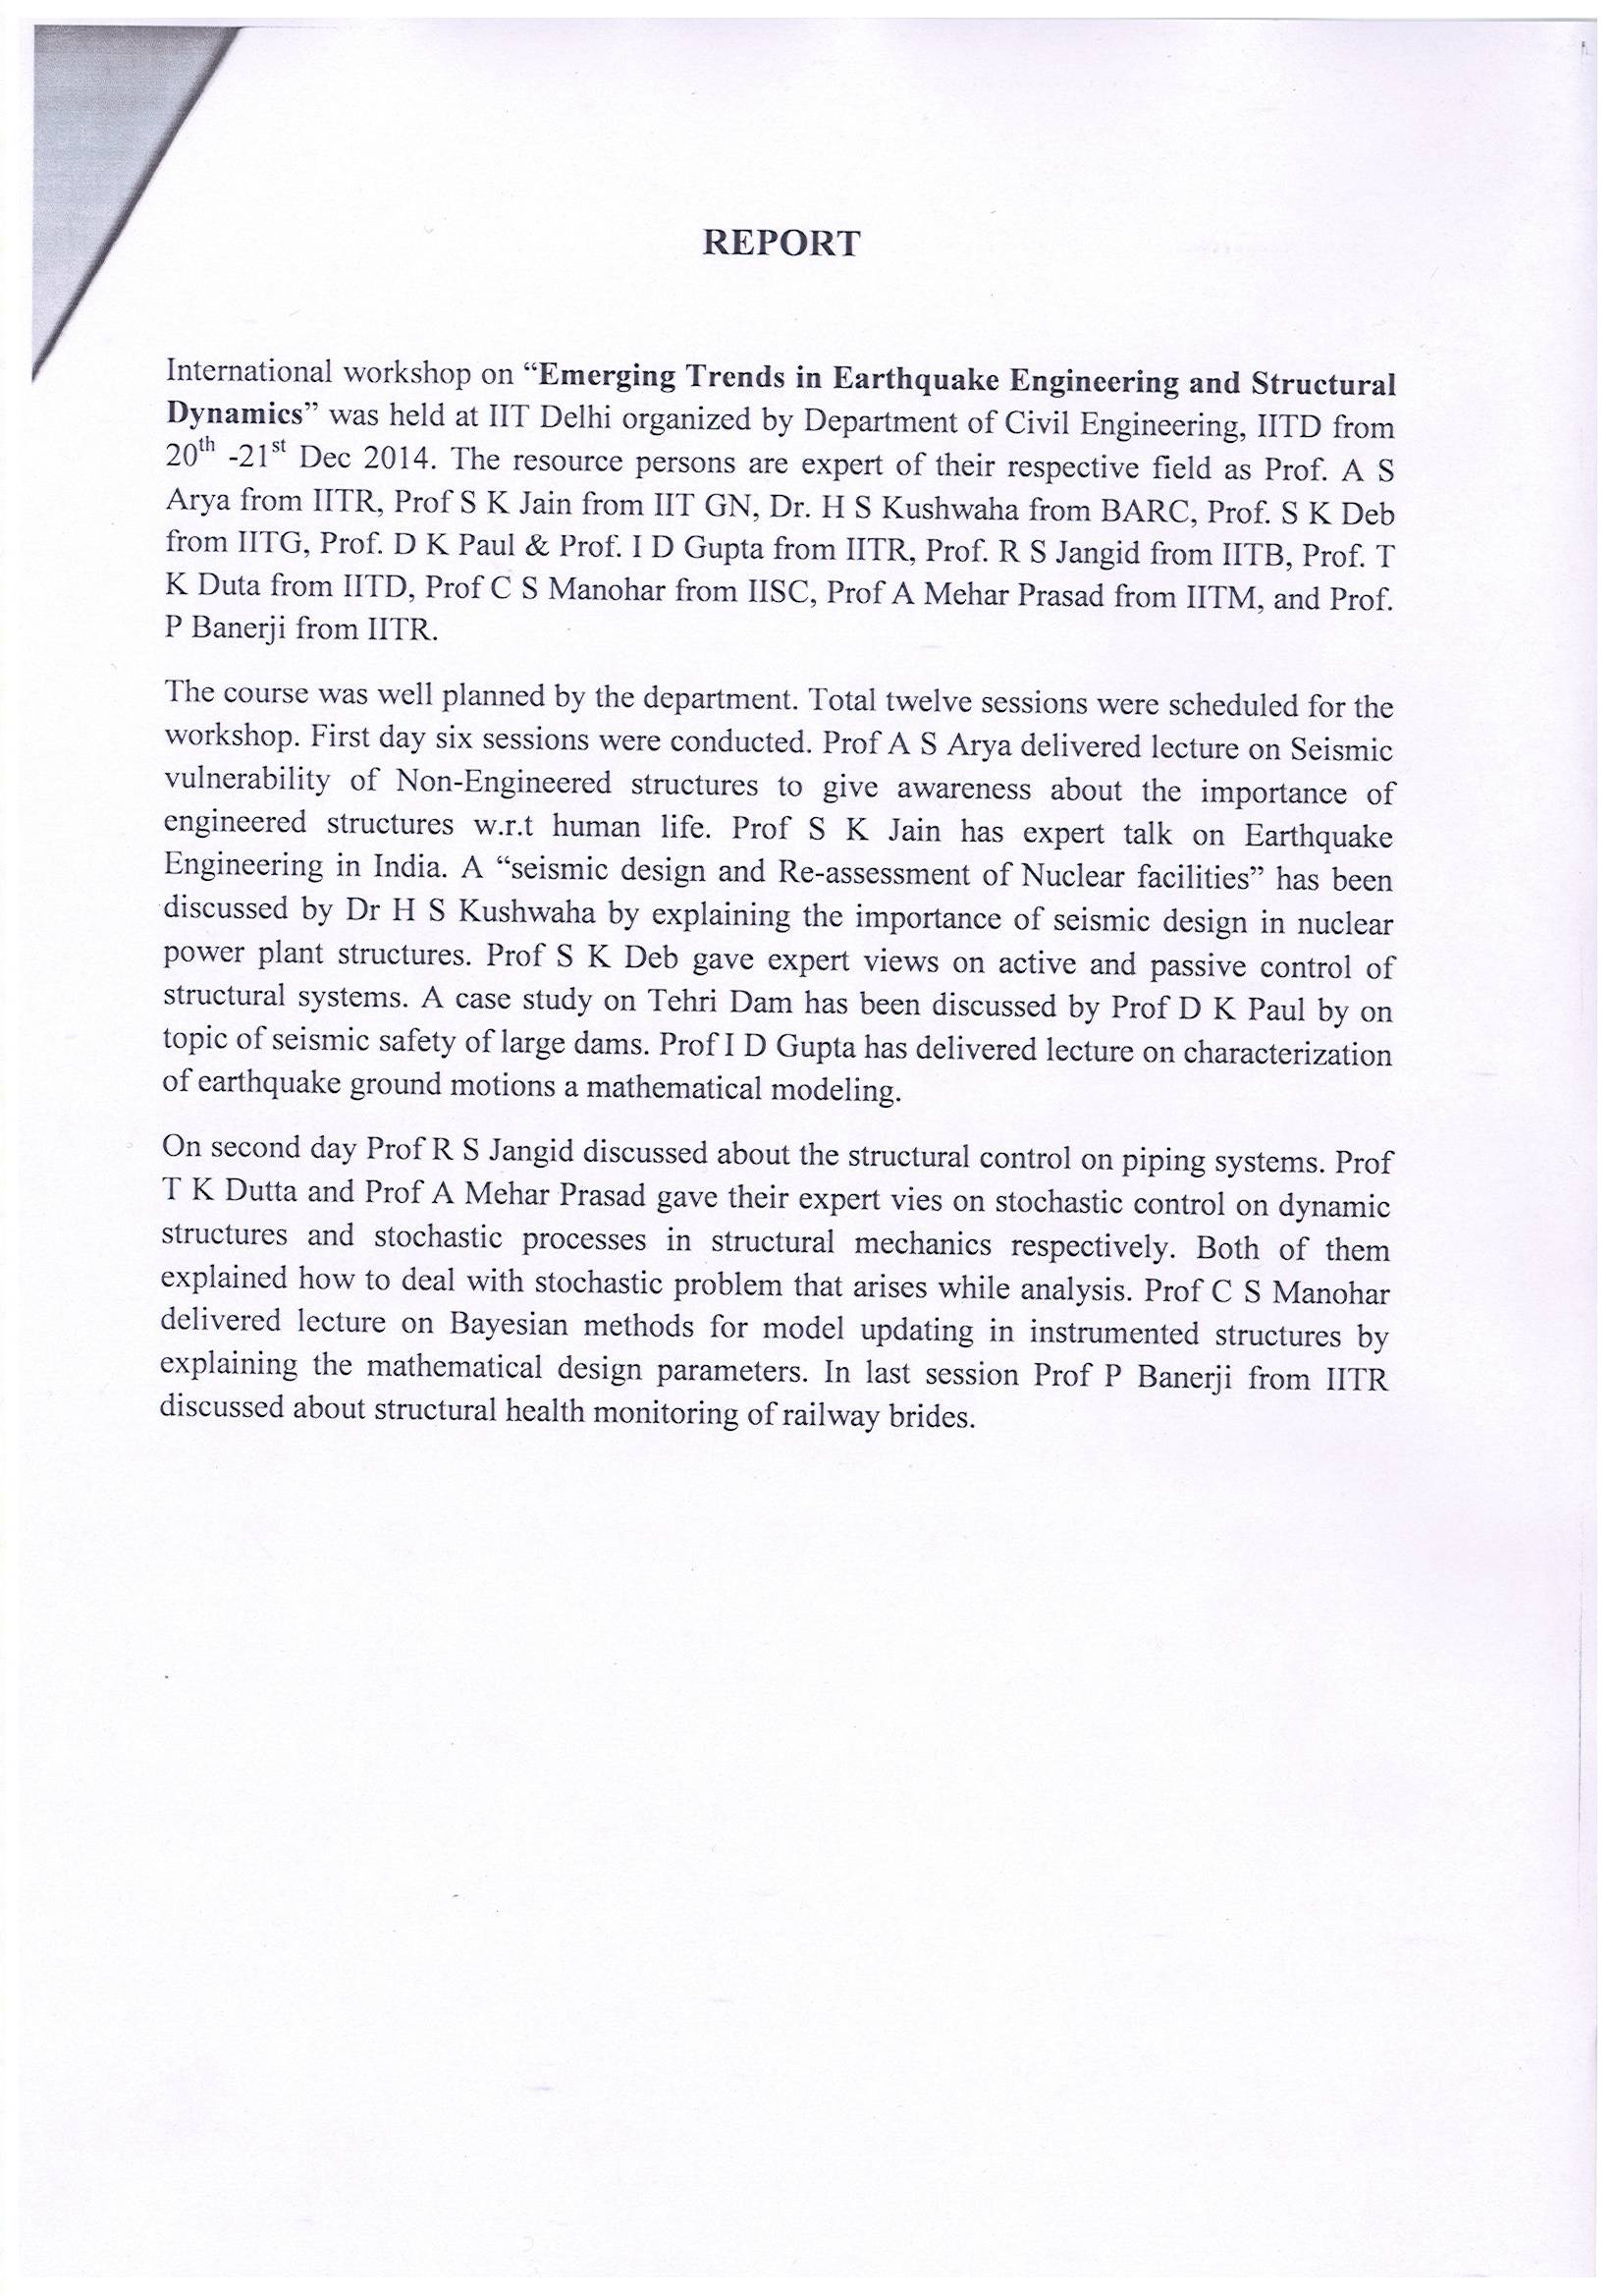 REPORT
International workshop on “Emerging Trends in Earthquake Engineering and Structural
Dynamics” was held at IIT Delhi organized by Department of Civil Engineering, IITD from
20th -21st Dec 2014. The resource persons are expert of their respective field as Prof. A S
Arya from IITR, Prof S K Jain from IIT GN, Dr. H S Kushwaha from BARC, Prof. S K Deb
from IITG, Prof. D K Paul & Prof. I D Gupta from IITR, Prof. R S Jangid from IITB, Prof. T
K Duta from IITD, Prof C S Manohar from IISC, Prof A Mehar Prasad from IITM, and Prof.
P Banerji from IITR.
The course was well planned by the department. Total twelve sessions were scheduled for the
workshop. First day six sessions were conducted. Prof A S Arya delivered lecture on Seismic
vulnerability of Non-Engineered structures to give awareness about the importance of
engineered structures w.r.t human life. Prof S K Jain has expert talk on Earthquake
Engineering in India. A “seismic design and Re-assessment of Nuclear facilities” has been
discussed by Dr H S Kushwaha by explaining the importance of seismic design in nuclear
power plant structures. Prof S K Deb gave expert views on active and passive control of
structural systems. A case study on Tehri Dam has been discussed by Prof D K Paul by on
topic of seismic safety of large dams. Prof I D Gupta has delivered lecture on characterization
of earthquake ground motions a mathematical modeling.
On second day Prof R S Jangid discussed about the structural control on piping systems. Prof
T K Dutta and Prof A Mehar Prasad gave their expert vies on stochastic control on dynamic
structures and stochastic processes in structural mechanics respectively. Both of them
explained how to deal with stochastic problem that arises while analysis. Prof C S Manohar
delivered lecture on Bayesian methods for model updating in instrumented structures by
explaining the mathematical design parameters. In last session Prof P Banerji from IITR
discussed about structural health monitoring of railway brides.